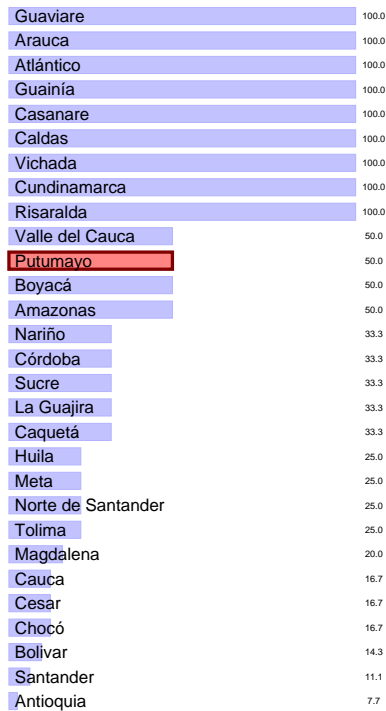 Guaviare 100.0
Arauca 100.0
Atlántico 100.0
Guainía 100.0
Casanare 100.0
Caldas 100.0
Vichada 100.0
Cundinamarca 100.0
Risaralda 100.0
Valle del Cauca 50.0
Putumayo 50.0
Boyacá 50.0
Amazonas 50.0
Nariño 33.3
Córdoba 33.3
Sucre 33.3
La Guajira 33.3
Caquetá 33.3
Huila 25.0
Meta 25.0
Norte de Santander 25.0
Tolima 25.0
Magdalena 20.0
Cauca 16.7
Cesar 16.7
Chocó 16.7
Bolivar 14.3
Santander 11.1
Antioquia 7.7